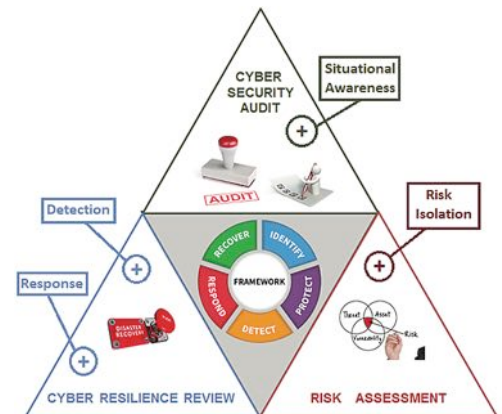 CYBER
SECURITY
AUDIT
Situational
Awareness
AUDIT
Detection
Risk
Isolation
RECOVER
IDENTIFY
FRAMEWORK
RESPOND
PROTECT
DETECT
Response
DISASTER
RECOVERY
Threat
Asset
Risk
Vulnerability
CYBER RESILIENCE REVIEW
RISK ASSESSMENT